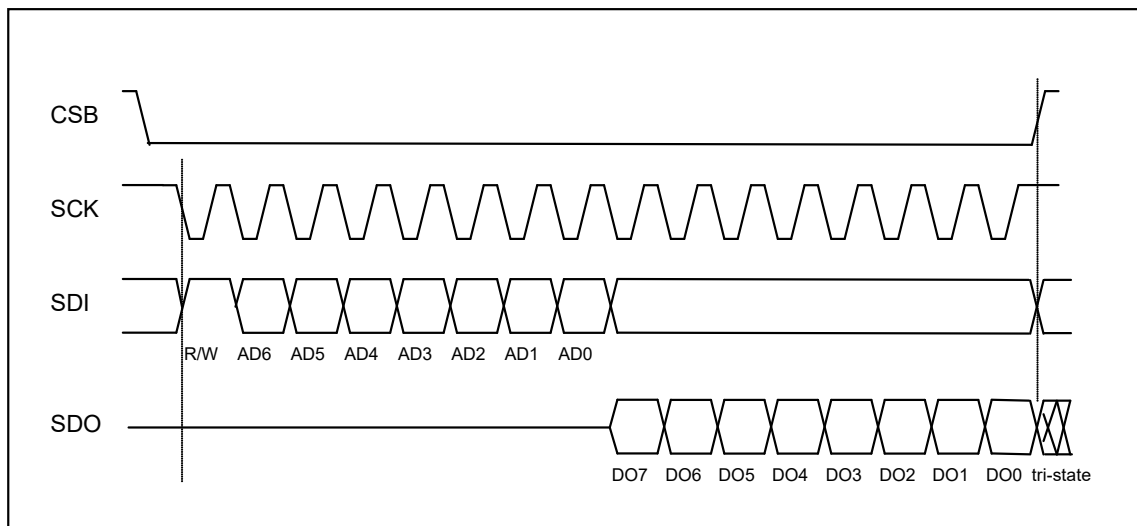 CSB
SCK
SDI
R/W AD6 AD5 AD4 AD3 AD2 AD1 AD0
SDO
DO7 DO6 DO5 DO4 DO3 DO2 DO1 DO0 tri-state